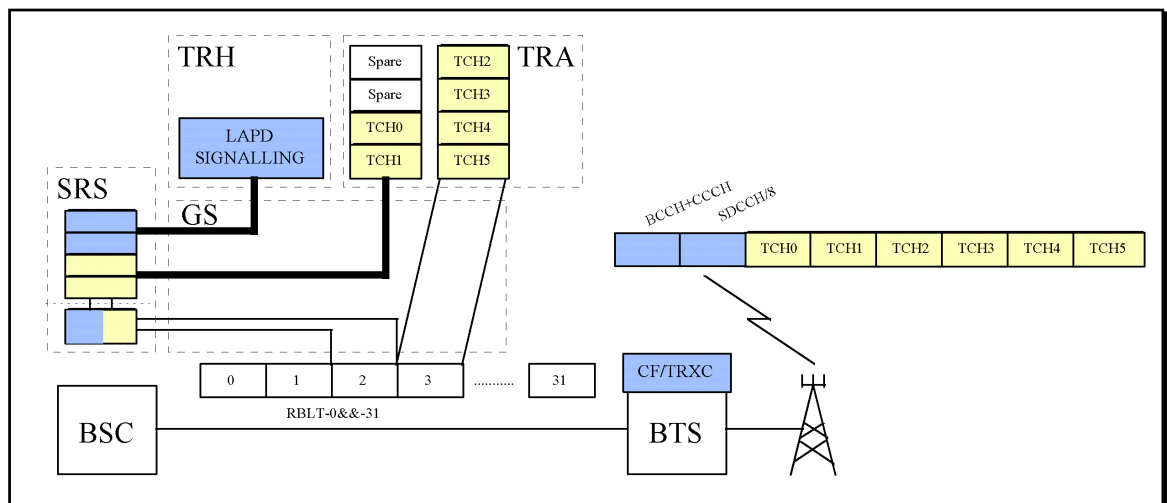 TRH
TRA
Spare
Spare
TCH0
TCH1
TCH2
TCH3
TCH4
TCH5
LAPD
SIGNALLING
SRS
GS
BCCH+CCCH
SDCCH/8
TCH0 TCH1 TCH2 TCH3 TCH4 TCH5
0 1 2 3 ........... 31
RBLT-0&&-31
CF/TRXC
BSC
BTS